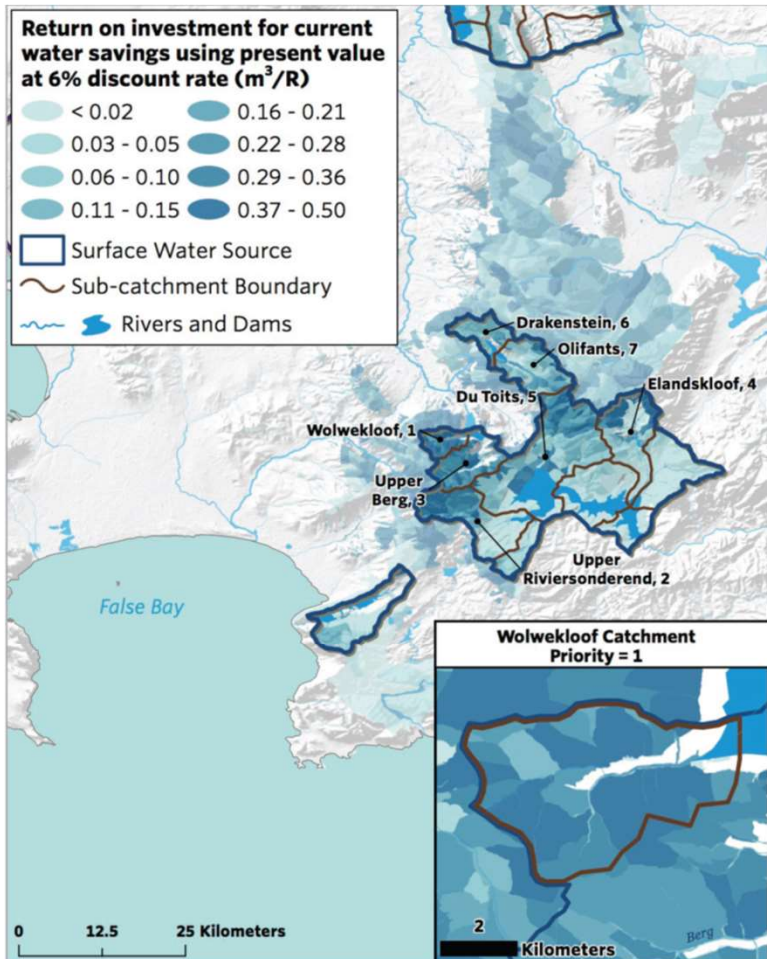 Return on investment for current
water savings using present value
at 6% discount rate (m³/R)
< 0.02
0.16 - 0.21
0.03 - 0.05
0.22 - 0.28
0.06 - 0.10
0.29 - 0.36
0.11 - 0.15
0.37 - 0.50
Surface Water Source
Sub-catchment Boundary
Rivers and Dams
Drakenstein, 6
Olifants, 7
Du Toits, 5
Elandskloof, 4
Wolwekloof, 1
Upper
Berg, 3
Upper
Riviersonderend, 2
False Bay
Wolwekloof Catchment
Priority = 1
Berg
2
Kilometers
0 12.5 25 Kilometers